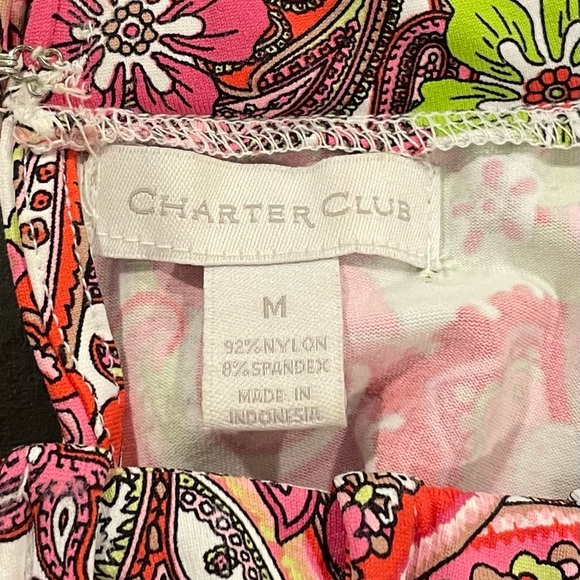 CHARTER CLUB
M
92% NYLON
8% SPANDEX
MADE IN
INDONESIA